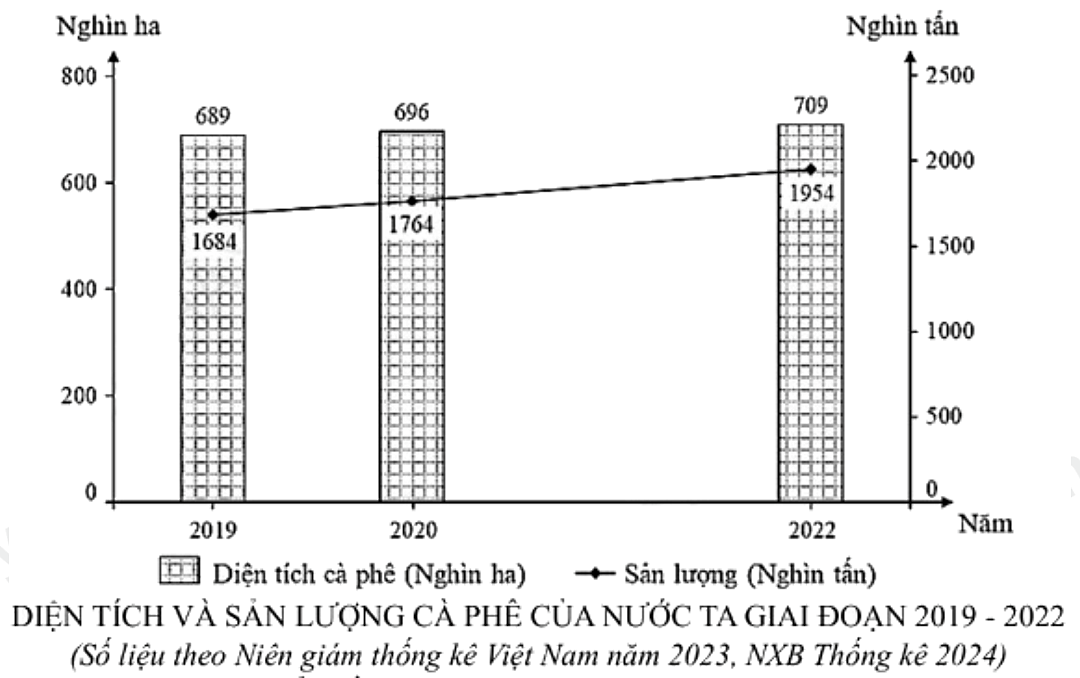 Nghìn ha Nghìn tấn
800 2500
689 696 709
2000
600
1684 1764 1954
1500
400
1000
200
500
0 0
2019 2020 2022 Năm
Diện tích cà phê (Nghìn ha) Sản lượng (Nghìn tấn)
DIỆN TÍCH VÀ SẢN LƯỢNG CÀ PHÊ CỦA NƯỚC TA GIAI ĐOẠN 2019 - 2022
(Số liệu theo Niên giám thống kê Việt Nam năm 2023, NXB Thống kê 2024)